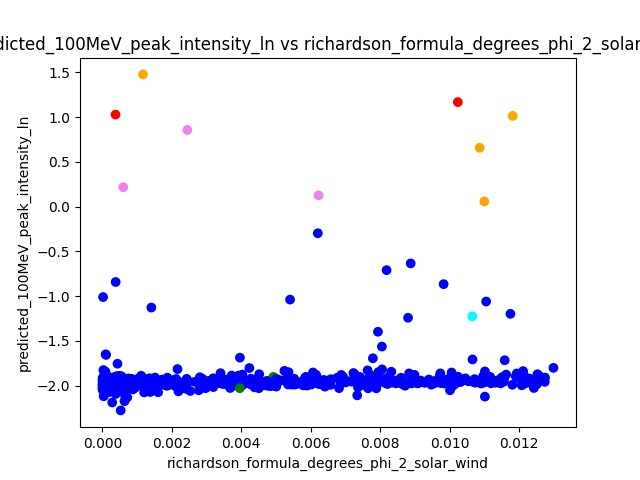 dicted_100MeV_peak_intensity_ln vs richardson_formula_degrees_phi_2_solar
1.5
1.0
0.5
0.0
−0.5
−1.0
−1.5
−2.0
predicted_100MeV_peak_intensity_ln
0.000 0.002 0.004 0.006 0.008 0.010 0.012
richardson_formula_degrees_phi_2_solar_wind